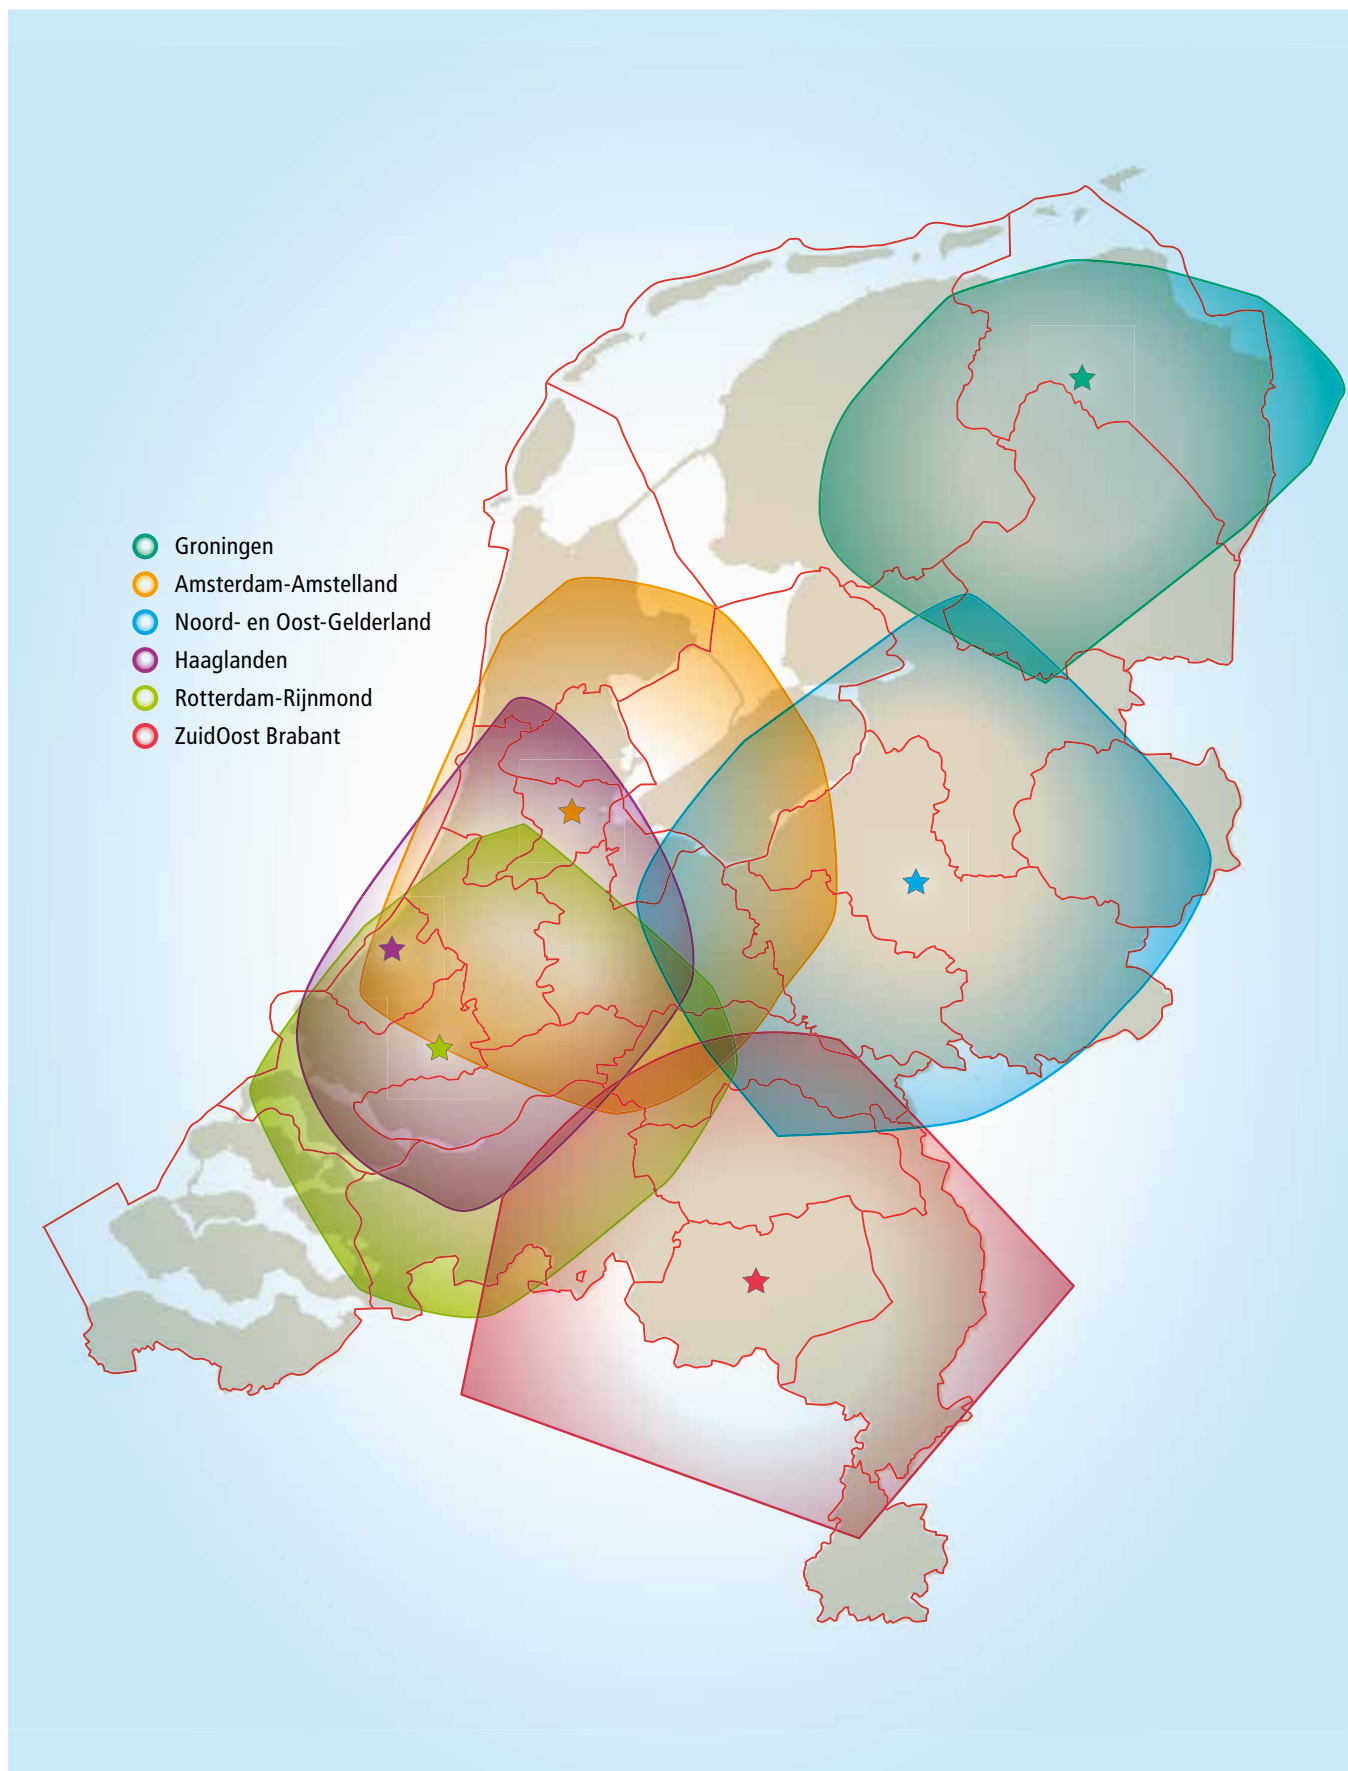 Groningen
Amsterdam-Amstelland
Noord- en Oost-Gelderland
Haaglanden
Rotterdam-Rijnmond
ZuidOost Brabant